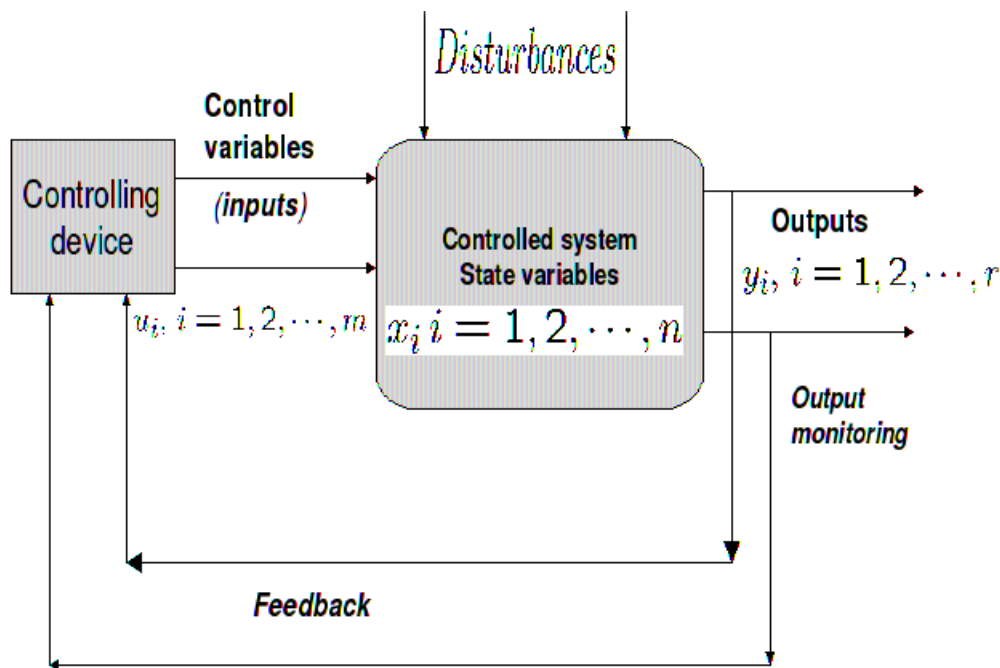 Disturbances
Control
variables
(inputs)
Controlling
device
u_i, i = 1, 2, ⋯, m
Controlled system
State variables
x_i i = 1, 2, ⋯, n
Outputs
y_i, i = 1, 2, ⋯, r
Output
monitoring
Feedback